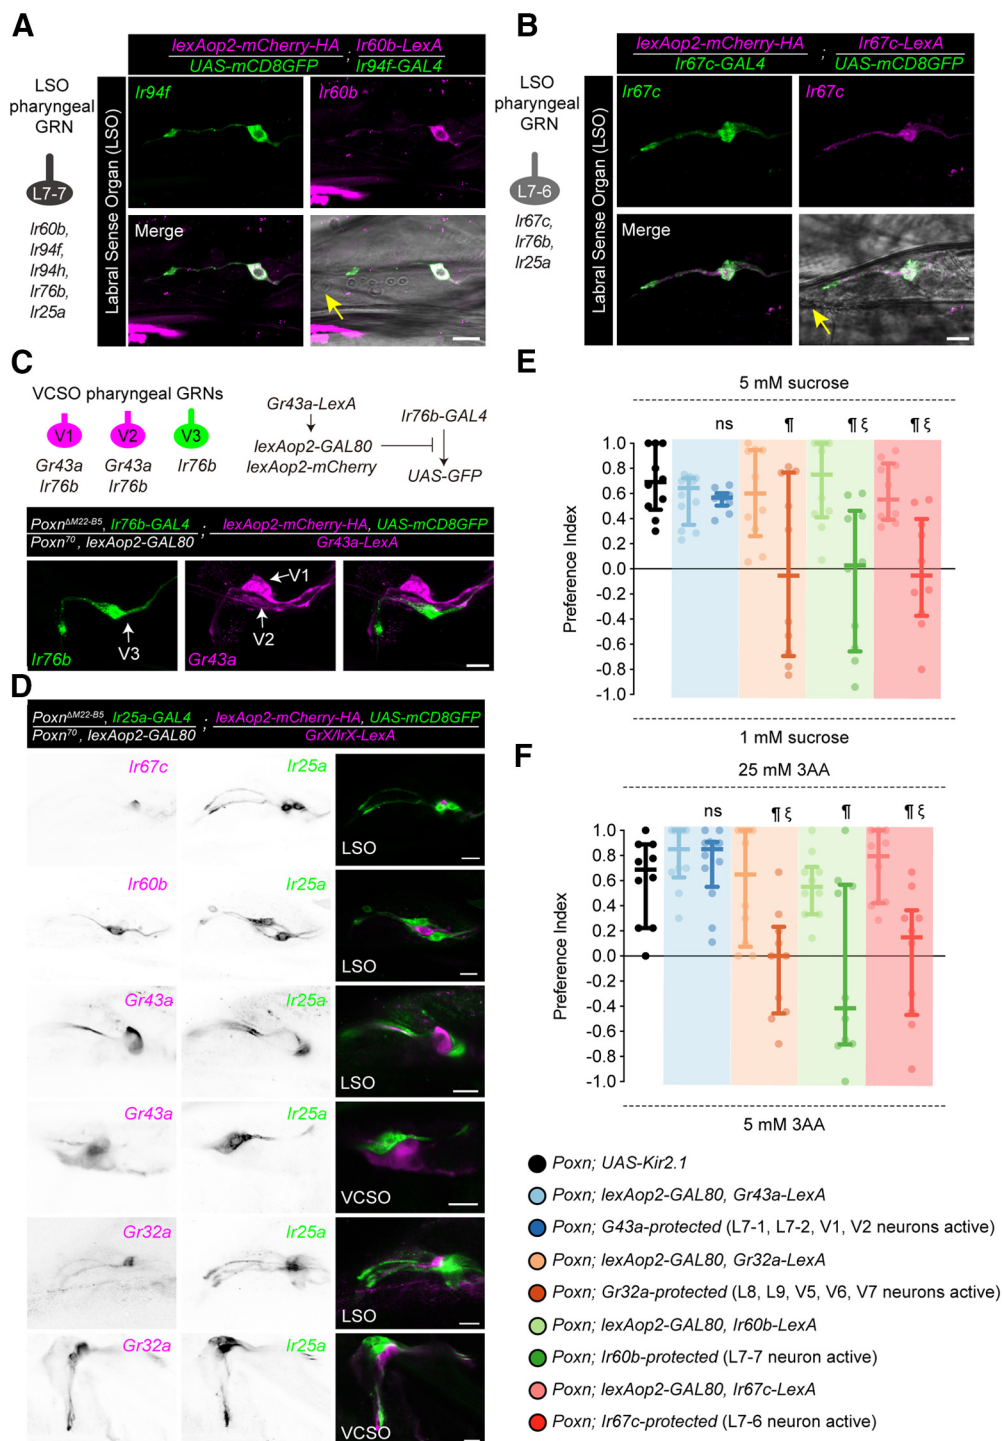 A
lexAop2-mCherry-HA ; Ir60b-LexA
UAS-mCD8GFP Ir94f-GAL4
LSO
pharyngeal
GRN
L7-7
Ir60b,
Ir94f,
Ir94h,
Ir76b,
Ir25a
Labral Sense Organ (LSO)
Ir94f
Ir60b
Merge
B
lexAop2-mCherry-HA ; Ir67c-LexA
Ir67c-GAL4 UAS-mCD8GFP
LSO
pharyngeal
GRN
L7-6
Ir67c,
Ir76b,
Ir25a
Labral Sense Organ (LSO)
Ir67c
Ir67c
Merge
C
VCSO pharyngeal GRNs
V1
V2
V3
Gr43a
Ir76b
Gr43a
Ir76b
Ir76b
Gr43a-LexA
lexAop2-GAL80
lexAop2-mCherry
Ir76b-GAL4
UAS-GFP
Poxn^ΔM22-B5, Ir76b-GAL4 ; lexAop2-mCherry-HA, UAS-mCD8GFP
Poxn^70, lexAop2-GAL80 Gr43a-LexA
V3
Ir76b
V1
V2
Gr43a
D
Poxn^ΔM22-B5, Ir25a-GAL4 ; lexAop2-mCherry-HA, UAS-mCD8GFP
Poxn^70, lexAop2-GAL80 GrX/IrX-LexA
Ir67c
Ir25a
LSO
Ir60b
Ir25a
LSO
Gr43a
Ir25a
LSO
Gr43a
Ir25a
VCSO
Gr32a
Ir25a
LSO
Gr32a
Ir25a
VCSO
E
5 mM sucrose
ns ¶ ¶ ξ ¶ ξ
Preference Index
1.0
0.8
0.6
0.4
0.2
0.0
-0.2
-0.4
-0.6
-0.8
-1.0
1 mM sucrose
F
25 mM 3AA
ns ¶ ξ ¶ ¶ ξ
Preference Index
1.0
0.8
0.6
0.4
0.2
0.0
-0.2
-0.4
-0.6
-0.8
-1.0
5 mM 3AA
Poxn; UAS-Kir2.1
Poxn; lexAop2-GAL80, Gr43a-LexA
Poxn; G43a-protected (L7-1, L7-2, V1, V2 neurons active)
Poxn; lexAop2-GAL80, Gr32a-LexA
Poxn; Gr32a-protected (L8, L9, V5, V6, V7 neurons active)
Poxn; lexAop2-GAL80, Ir60b-LexA
Poxn; Ir60b-protected (L7-7 neuron active)
Poxn; lexAop2-GAL80, Ir67c-LexA
Poxn; Ir67c-protected (L7-6 neuron active)